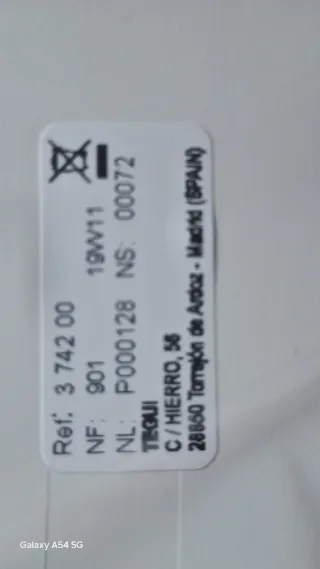 Ref.: 3 742 00
NF: 901 19W11
NL: P000128 NS: 00072
TEGUI
C / HIERRO, 56
28850 Torrejón de Ardoz - Madrid (SPAIN)
Galaxy A54 5G